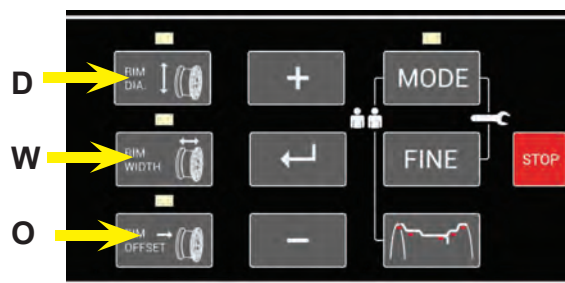 D
RIM
DIA.
+
MODE
W
RIM
WIDTH
FINE
STOP
O
RIM
OFFSET
−